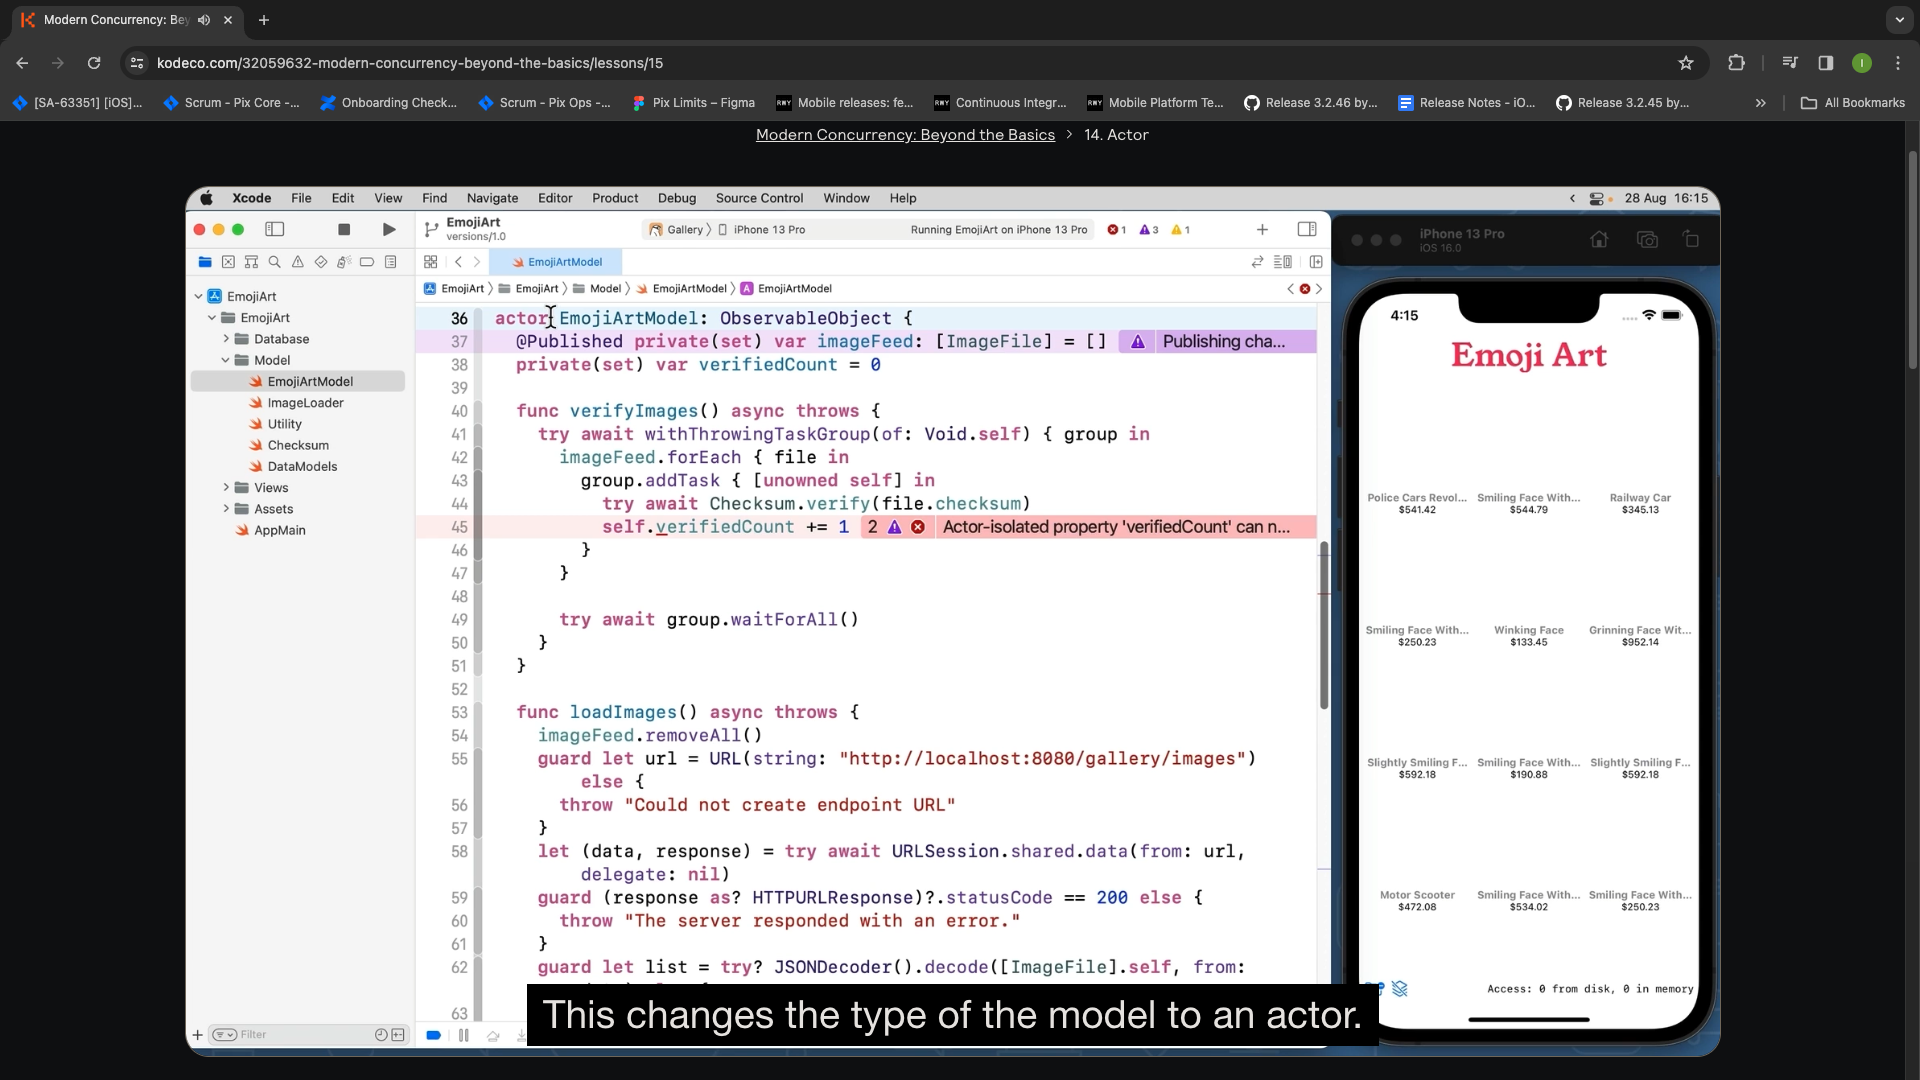 Modern Concurrency: Bey
kodeco.com/32059632-modern-concurrency-beyond-the-basics/lessons/15
I
[SA-63351] [iOS]...
Scrum - Pix Core -...
Onboarding Check...
Scrum - Pix Ops -...
Pix Limits – Figma
RWY Mobile releases: fe...
RWY Continuous Integr...
RWY Mobile Platform Te...
Release 3.2.46 by...
Release Notes - iO...
Release 3.2.45 by...
All Bookmarks
Modern Concurrency: Beyond the Basics > 14. Actor
Xcode File Edit View Find Navigate Editor Product Debug Source Control Window Help
28 Aug 16:15
EmojiArt
versions/1.0
Gallery
iPhone 13 Pro
Running EmojiArt on iPhone 13 Pro
1 3 1
EmojiArtModel
EmojiArt EmojiArt Model EmojiArtModel A EmojiArtModel
EmojiArt
EmojiArt
Database
Model
EmojiArtModel
ImageLoader
Utility
Checksum
DataModels
Views
Assets
AppMain
Filter
36 actor EmojiArtModel: ObservableObject {
37 @Published private(set) var imageFeed: [ImageFile] = [] Publishing cha...
38 private(set) var verifiedCount = 0
39
40 func verifyImages() async throws {
41 try await withThrowingTaskGroup(of: Void.self) { group in
42 imageFeed.forEach { file in
43 group.addTask { [unowned self] in
44 try await Checksum.verify(file.checksum)
45 self.verifiedCount += 1 2 Actor-isolated property 'verifiedCount' can n...
46 }
47 }
48
49 try await group.waitForAll()
50 }
51 }
52
53 func loadImages() async throws {
54 imageFeed.removeAll()
55 guard let url = URL(string: "http://localhost:8080/gallery/images")
else {
56 throw "Could not create endpoint URL"
57 }
58 let (data, response) = try await URLSession.shared.data(from: url,
delegate: nil)
59 guard (response as? HTTPURLResponse)?.statusCode == 200 else {
60 throw "The server responded with an error."
61 }
62 guard let list = try? JSONDecoder().decode([ImageFile].self, from:
63
This changes the type of the model to an actor.
iPhone 13 Pro
iOS 16.0
4:15
Emoji Art
Police Cars Revol... Smiling Face With... Railway Car
$541.42 $544.79 $345.13
Smiling Face With... Winking Face Grinning Face Wit...
$250.23 $133.45 $952.14
Slightly Smiling F... Smiling Face With... Slightly Smiling F...
$592.18 $190.88 $592.18
Motor Scooter Smiling Face With... Smiling Face With...
$472.08 $534.02 $250.23
Access: 0 from disk, 0 in memory